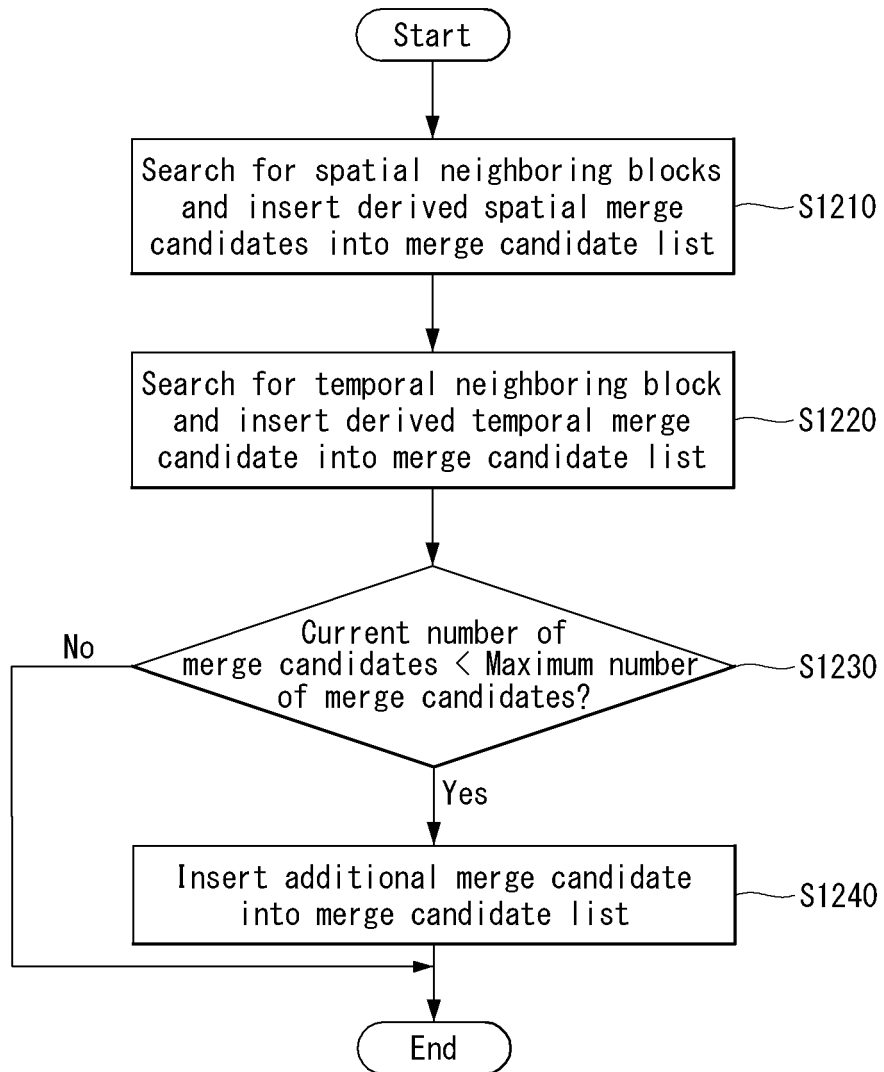 Start
Search for spatial neighboring blocks
and insert derived spatial merge
candidates into merge candidate list
S1210
Search for temporal neighboring block
and insert derived temporal merge
candidate into merge candidate list
S1220
Current number of
merge candidates < Maximum number
of merge candidates?
S1230
No
Yes
Insert additional merge candidate
into merge candidate list
S1240
End